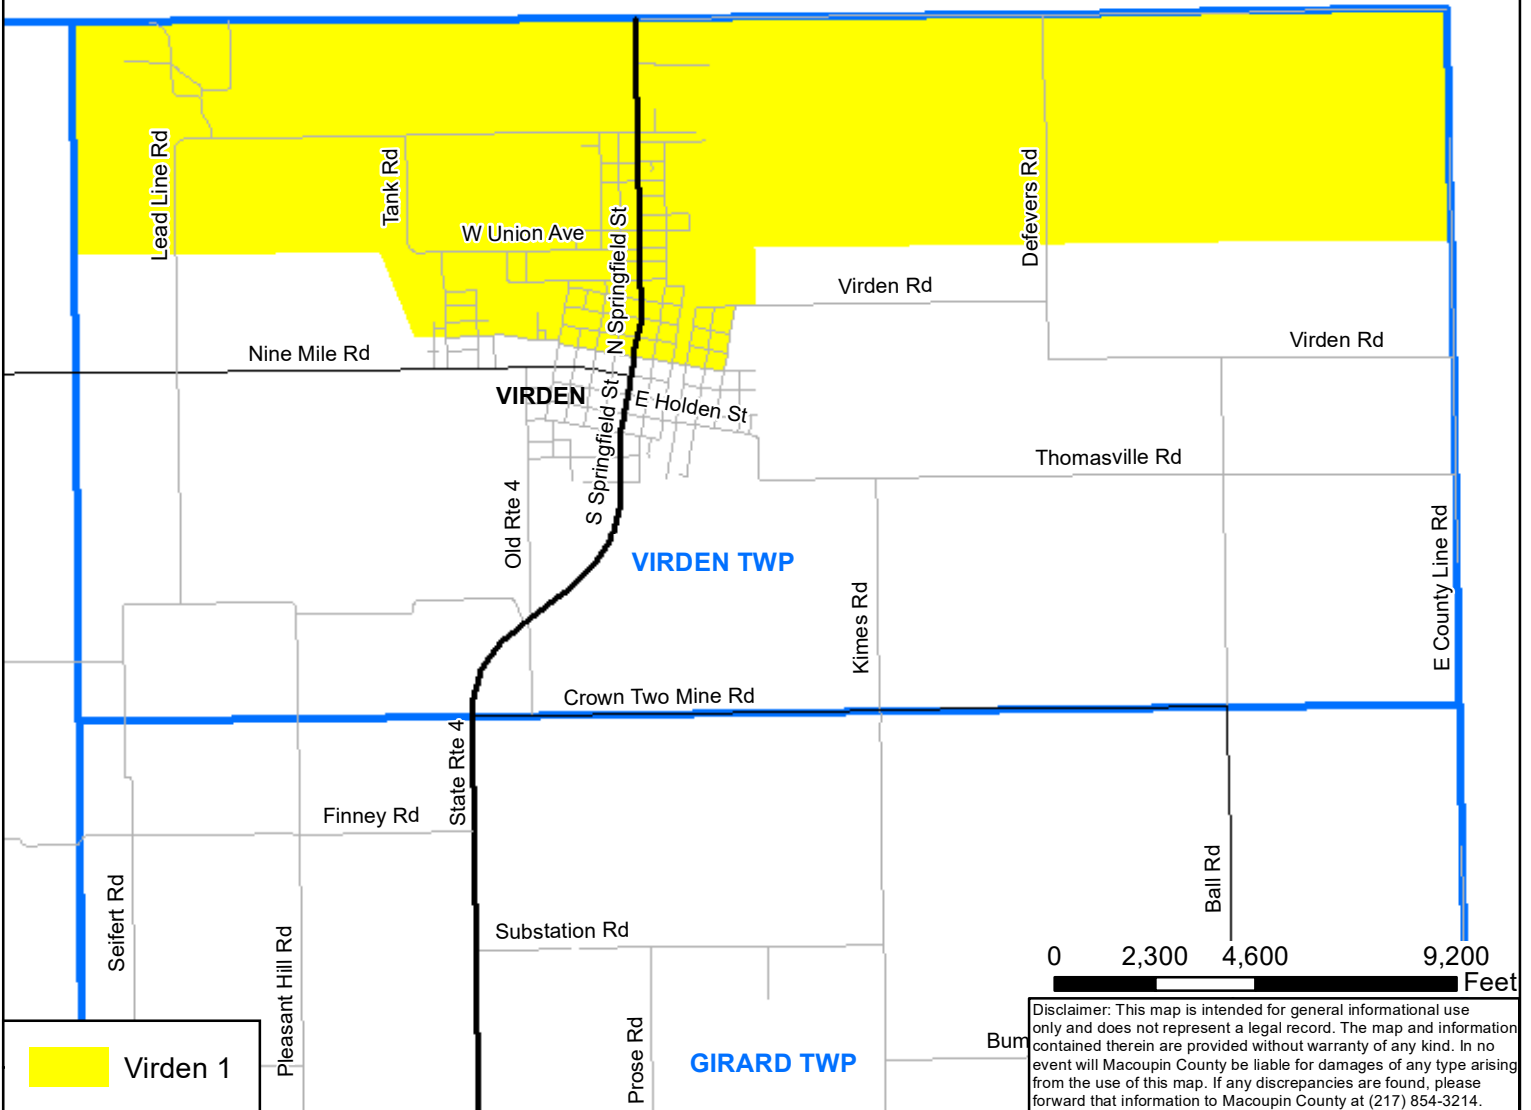 Lead Line Rd
Tank Rd
W Union Ave
N Springfield St
Defevers Rd
Virden Rd
Virden Rd
Nine Mile Rd
VIRDEN
E Holden St
S Springfield St
Thomasville Rd
Old Rte 4
VIRDEN TWP
Kimes Rd
E County Line Rd
Crown Two Mine Rd
State Rte 4
Finney Rd
Seifert Rd
Pleasant Hill Rd
Substation Rd
Ball Rd
Prose Rd
GIRARD TWP
Bum
0 2,300 4,600 9,200
Feet
Virden 1
Disclaimer: This map is intended for general informational use
only and does not represent a legal record. The map and information
contained therein are provided without warranty of any kind. In no
event will Macoupin County be liable for damages of any type arising
from the use of this map. If any discrepancies are found, please
forward that information to Macoupin County at (217) 854-3214.